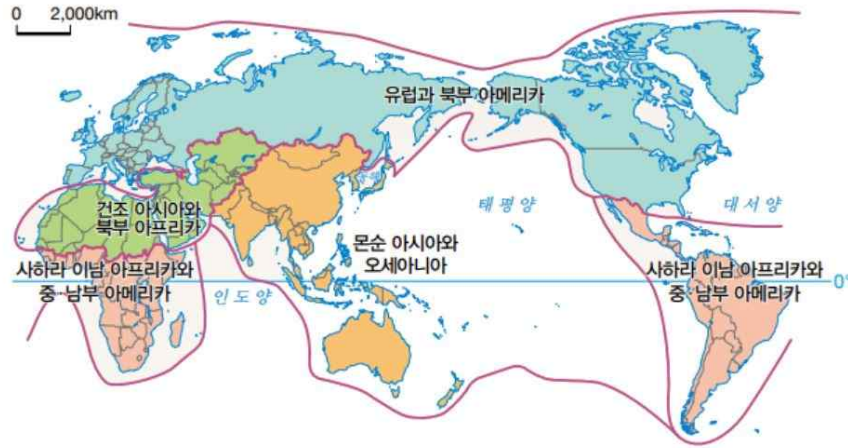 0 2,000km
유럽과 북부 아메리카
동해
건조 아시아와
북부 아프리카
태평양
대서양
몬순 아시아와
오세아니아
사하라 이남 아프리카와
중·남부 아메리카
사하라 이남 아프리카와
중·남부 아메리카
인도양
0°